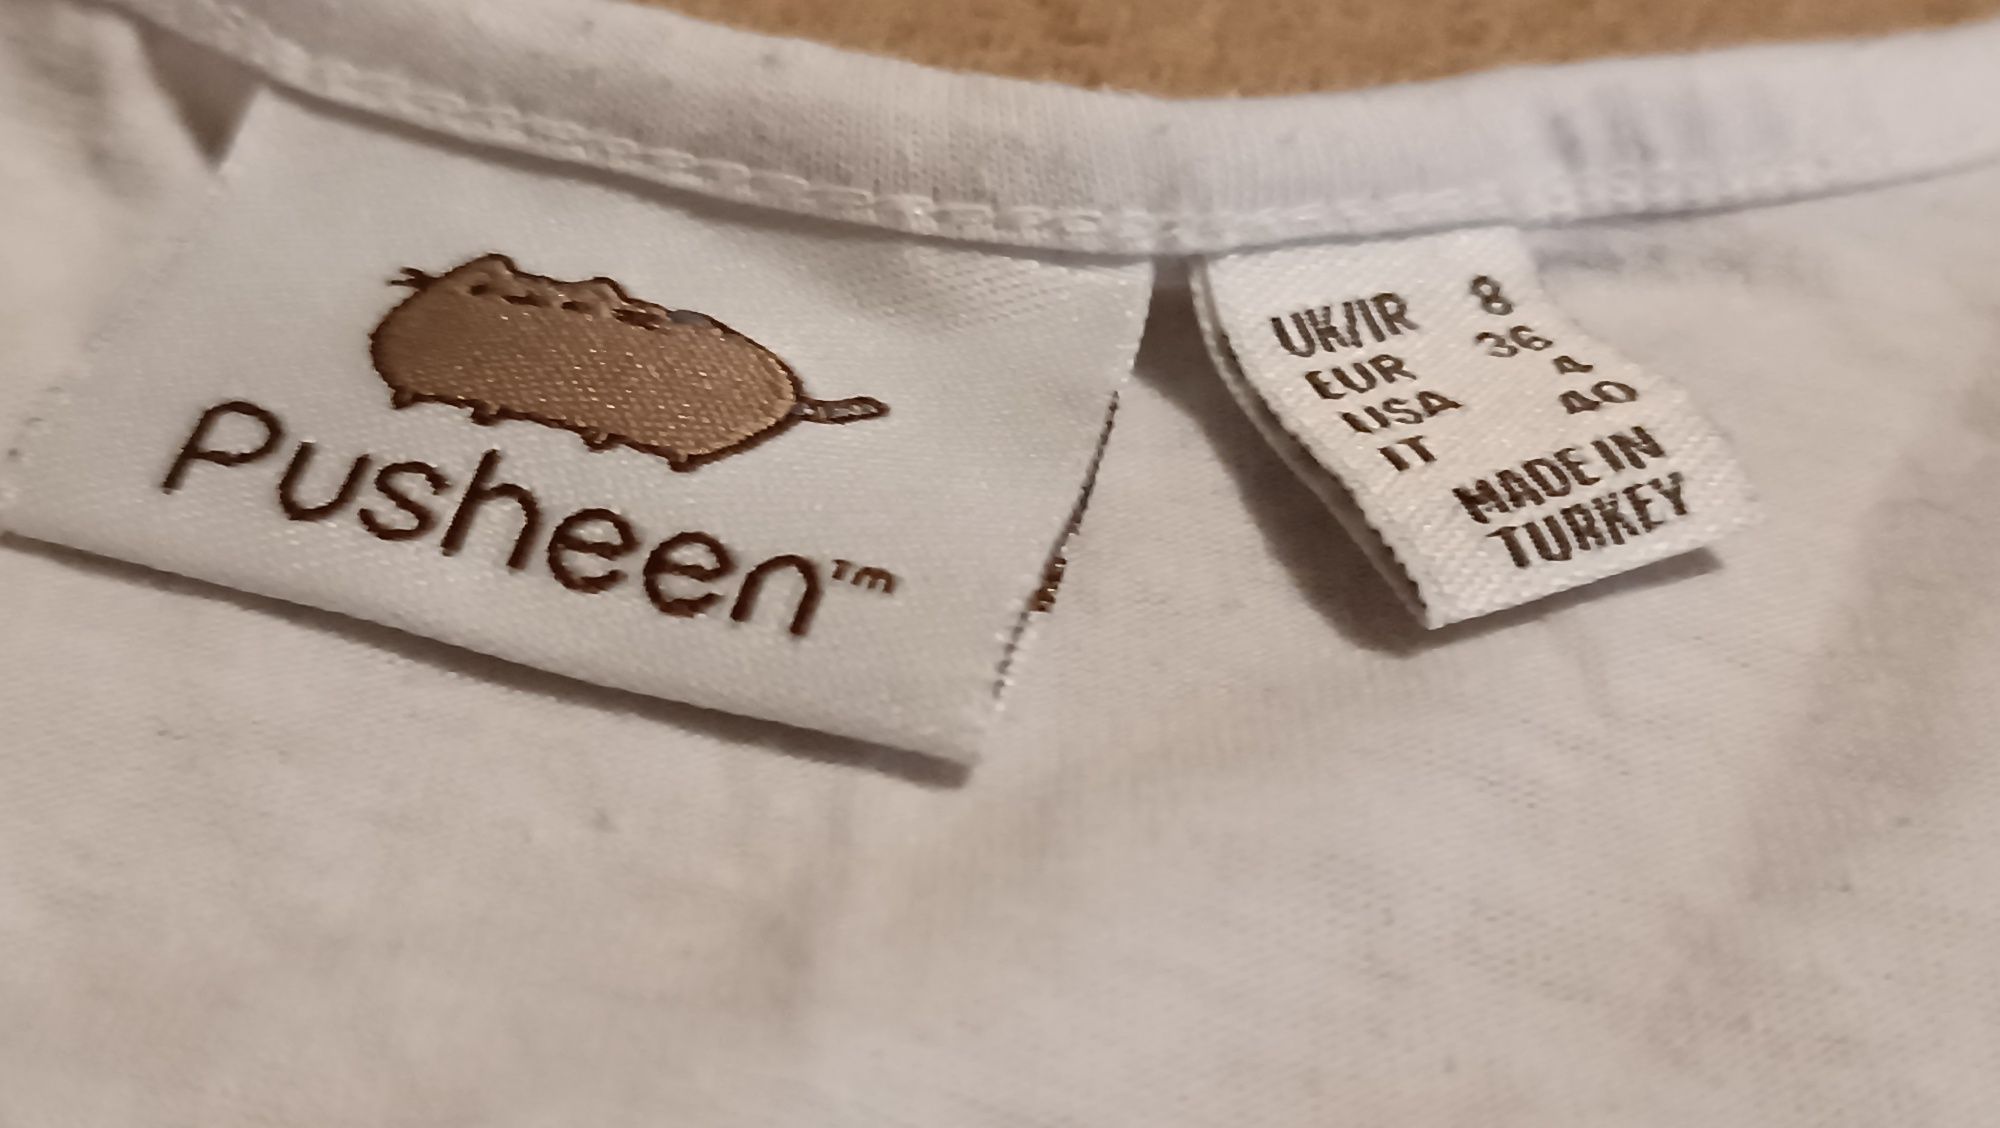 Pusheen™
UK/IR 8
EUR 36
USA 4
IT 40
MADE IN
TURKEY